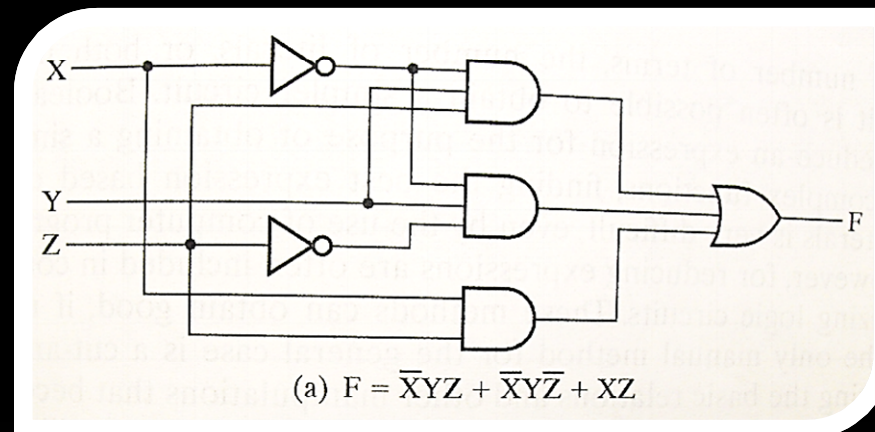 X
Y
Z
F
(a) F = X̅YZ + X̅YZ̅ + XZ